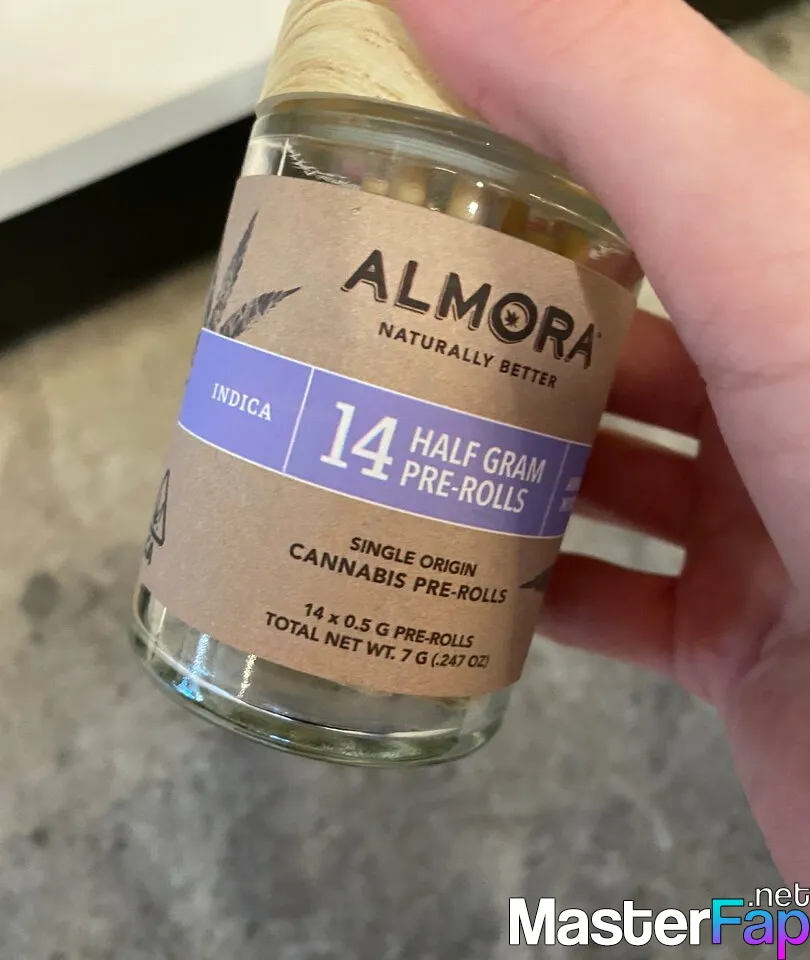 ALMORA
NATURALLY BETTER
INDICA
14 HALF GRAM
PRE-ROLLS
SINGLE ORIGIN
CANNABIS PRE-ROLLS
14 x 0.5 G PRE-ROLLS
TOTAL NET WT. 7 G (.247 OZ)
MasterFap.net